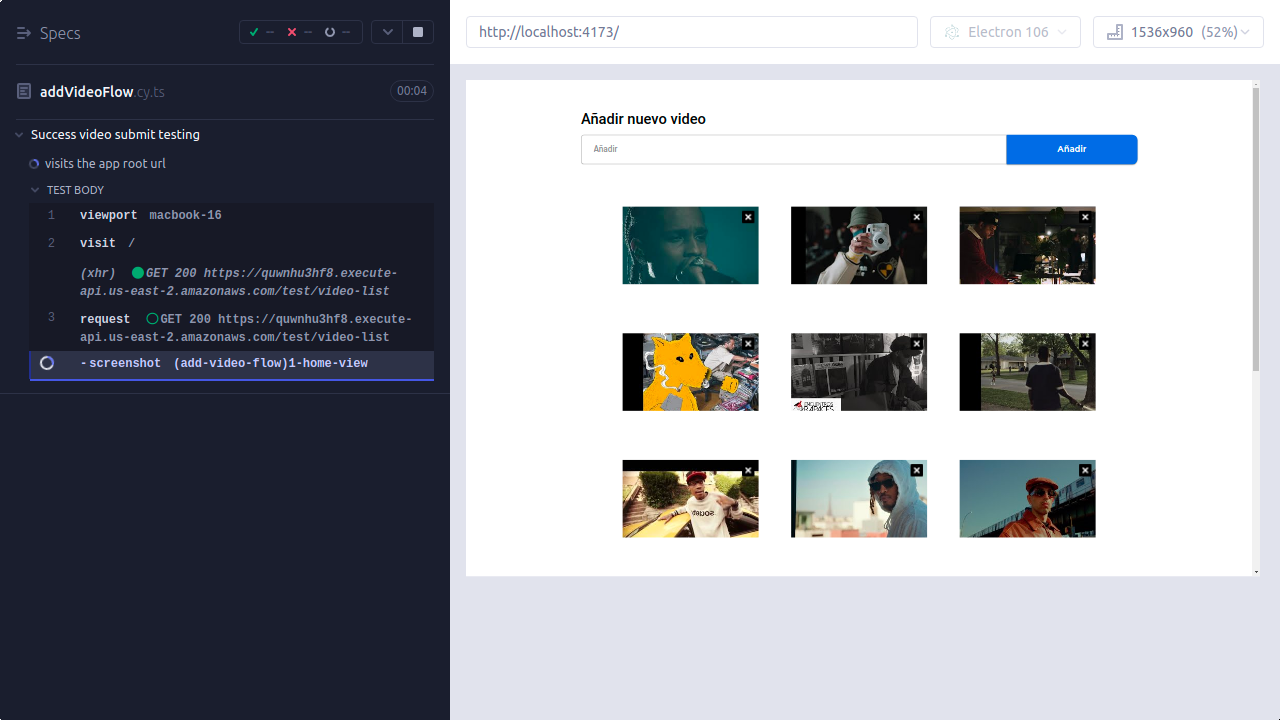 Specs
-- -- --
addVideoFlow.cy.ts
00:04
Success video submit testing
visits the app root url
TEST BODY
1 viewport macbook-16
2 visit /
(xhr) GET 200 https://quwnhu3hf8.execute-
api.us-east-2.amazonaws.com/test/video-list
3 request GET 200 https://quwnhu3hf8.execute-
api.us-east-2.amazonaws.com/test/video-list
-screenshot (add-video-flow)1-home-view
http://localhost:4173/
Electron 106
1536x960 (52%)
Añadir nuevo video
Añadir
Añadir
ENCUENTROS
RAPACES